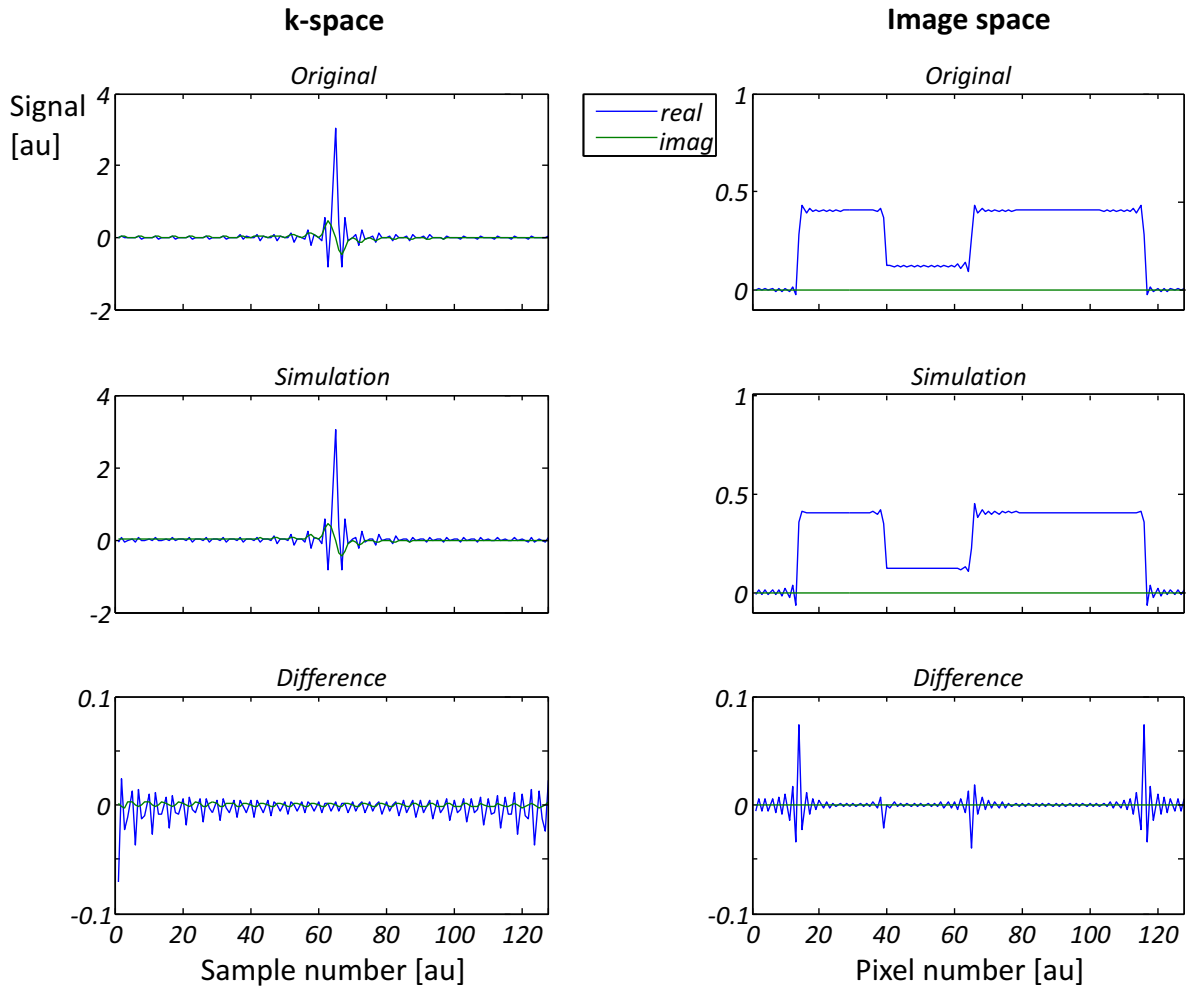 k-space
Image space
Original
Original
Signal
[au]
4
2
0
-2
real
imag
1
0.5
0
Simulation
Simulation
4
2
0
-2
1
0.5
0
Difference
Difference
0.1
0
-0.1
0.1
0
-0.1
0 20 40 60 80 100 120
0 20 40 60 80 100 120
Sample number [au]
Pixel number [au]